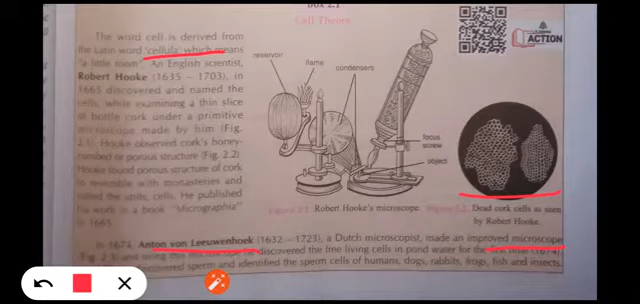 Box 2.1
Cell Theory
The word cell is derived from
the Latin word 'cellula' which means
"a little room". An English scientist,
Robert Hooke (1635 – 1703), in
in 1665 discovered and named the
cells, while examining a thin slice
of bottle cork under a primitive
microscope made by him (Fig.
2.1). Hooke observed cork's honey-
combed or porous structure (Fig. 2.2)
Hooke found porous structure of cork
to resemble with monasteries and
called the units, cells. He published
his work in a book "Micrographia"
in 1665.
reservoir
flame
condensers
focus
screw
object
ACTION
Figure 2.1 Robert Hooke's microscope.
Figure 2.2 Dead cork cells as seen
by Robert Hooke.
In 1674, Anton von Leeuwenhoek (1632 – 1723), a Dutch microscopist, made an improved microscope
(Fig. 2.3) and using this microscope he discovered the free living cells in pond water for the first time (1674).
discovered sperm and identified the sperm cells of humans, dogs, rabbits, frogs, fish and insects.